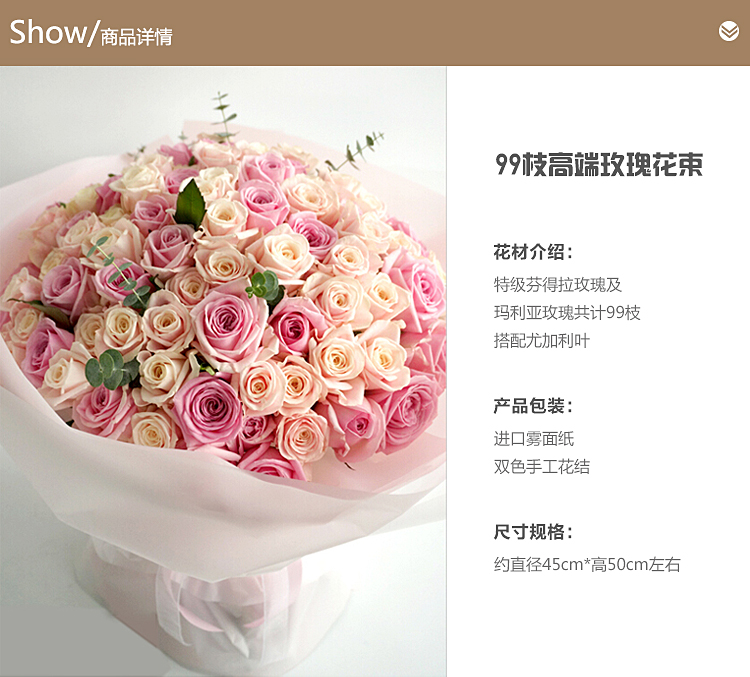 Show/商品详情
99枝高端玫瑰花束
花材介绍：
特级芬得拉玫瑰及
玛利亚玫瑰共计99枝
搭配尤加利叶
产品包装：
进口雾面纸
双色手工花结
尺寸规格：
约直径45cm*高50cm左右